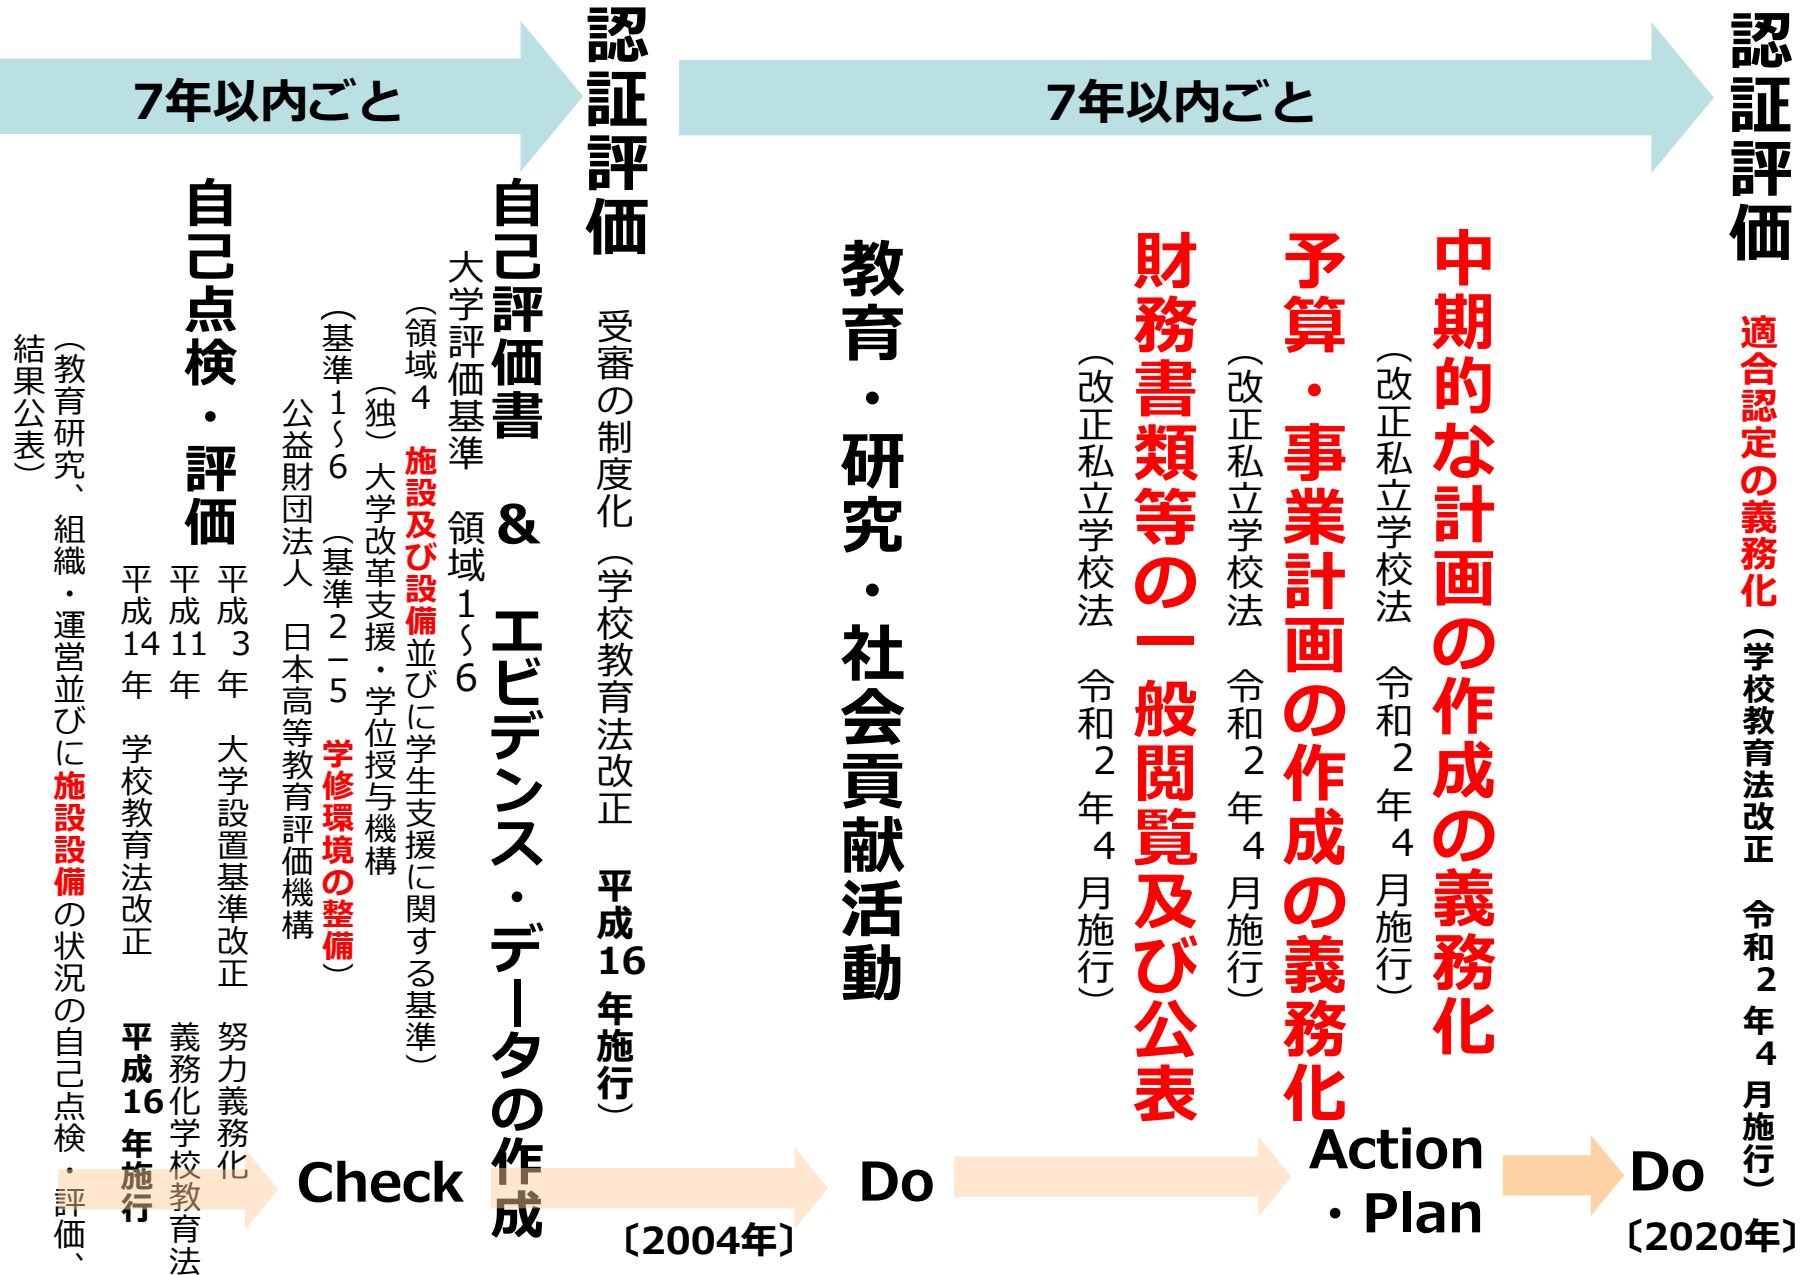 7年以内ごと
認証評価
7年以内ごと
認証評価
適合認定の義務化（学校教育法改正　令和２年４月施行）
中期的な計画の作成の義務化
（改正私立学校法　令和２年４月施行）
予算・事業計画の作成の義務化
（改正私立学校法　令和２年４月施行）
財務書類等の一般閲覧及び公表
（改正私立学校法　令和２年４月施行）
教育・研究・社会貢献活動
受審の制度化（学校教育法改正　平成16年施行）
自己評価書　&　エビデンス・データの作成
大学評価基準　領域１～６
（領域４　施設及び設備並びに学生支援に関する基準）
（独）大学改革支援・学位授与機構
（基準１～６　（基準２－５　学修環境の整備）
公益財団法人　日本高等教育評価機構
自己点検・評価
平成３年　大学設置基準改正　努力義務化
平成11年　義務化学校教育法
平成14年　学校教育法改正　平成16年施行
（教育研究、組織・運営並びに施設設備の状況の自己点検・評価、
結果公表）
Check
Do
Action
・Plan
Do
〔2004年〕
〔2020年〕